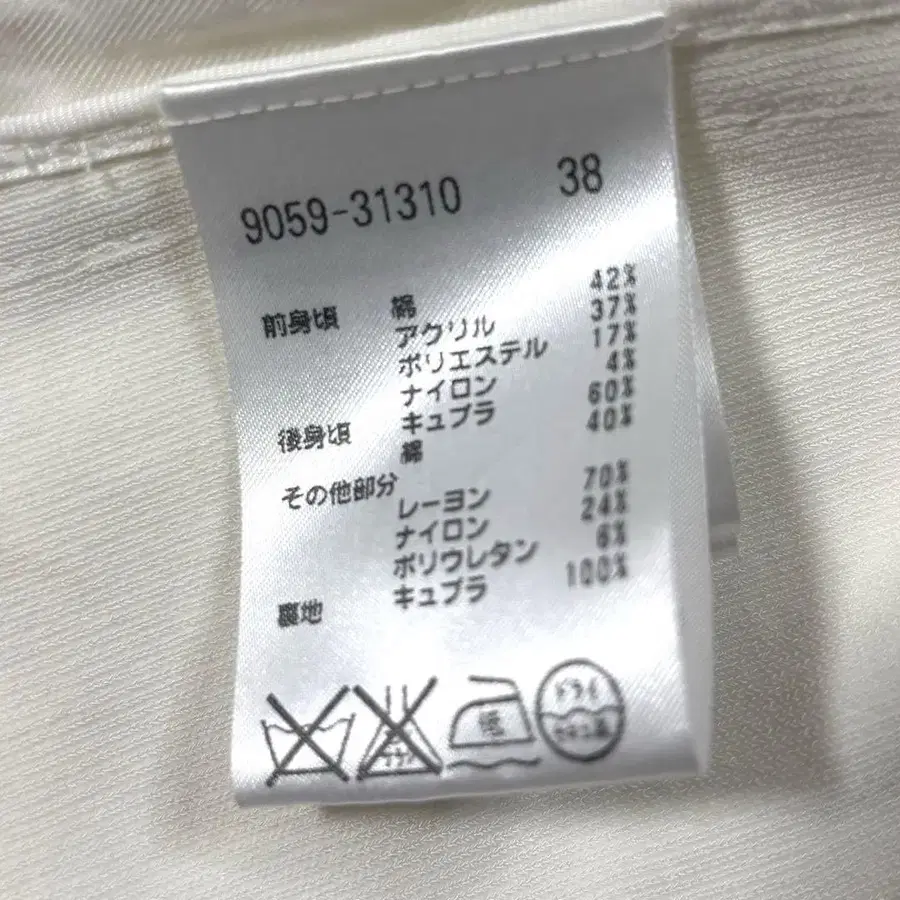 9059-31310 38
前身頃 綿 42%
アクリル 37%
ポリエステル 17%
ナイロン 4%
後身頃 キュプラ 60%
綿 40%
その他部分
レーヨン 70%
ナイロン 24%
ポリウレタン 6%
裏地 キュプラ 100%
ドライ